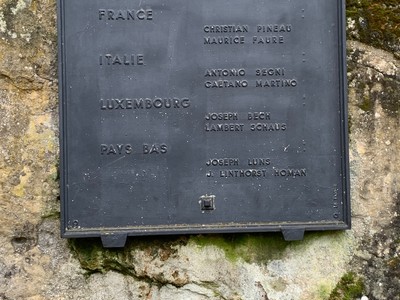 FRANCE
CHRISTIAN PINEAU
MAURICE FAURE
ITALIE
ANTONIO SEGNI
GAETANO MARTINO
LUXEMBOURG
JOSEPH BECH
LAMBERT SCHAUS
PAYS BAS
JOSEPH LUNS
J. LINTHORST HOMAN